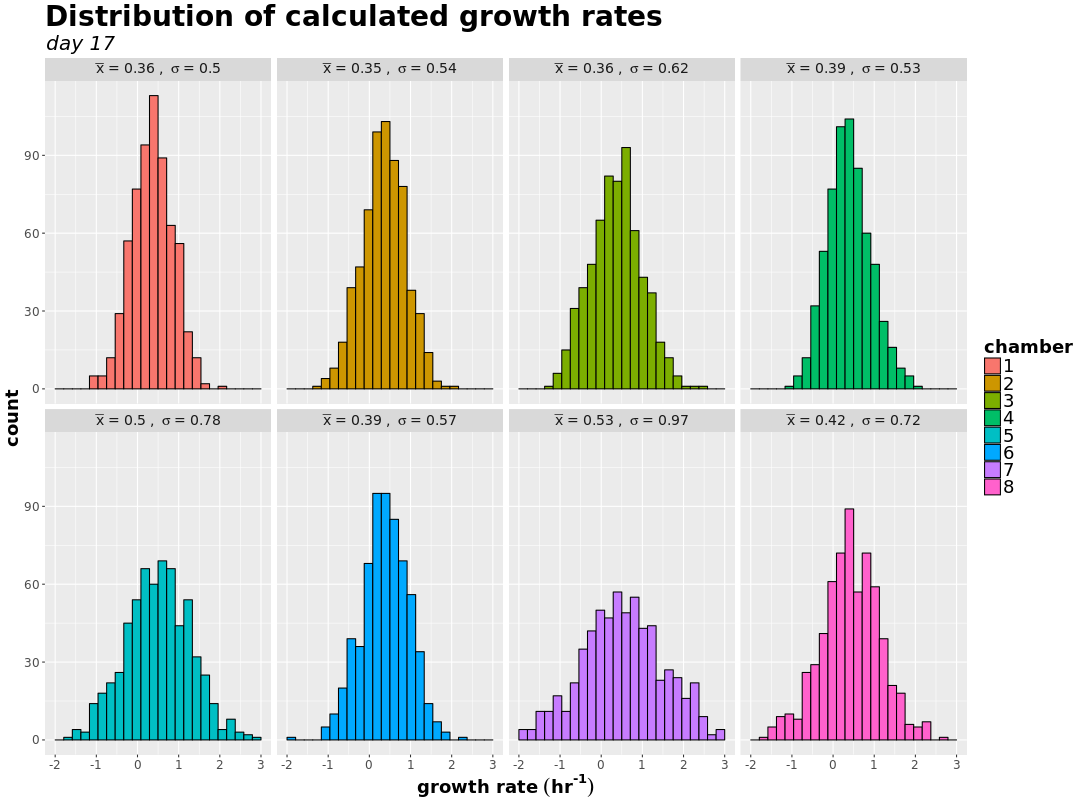 Distribution of calculated growth rates
day 17
x̅ = 0.36 , σ = 0.5
x̅ = 0.35 , σ = 0.54
x̅ = 0.36 , σ = 0.62
x̅ = 0.39 , σ = 0.53
90
60
30
0
x̅ = 0.5 , σ = 0.78
x̅ = 0.39 , σ = 0.57
x̅ = 0.53 , σ = 0.97
x̅ = 0.42 , σ = 0.72
90
60
30
0
-2 -1 0 1 2 3
-2 -1 0 1 2 3
-2 -1 0 1 2 3
-2 -1 0 1 2 3
count
growth rate (hr⁻¹)
chamber
1
2
3
4
5
6
7
8